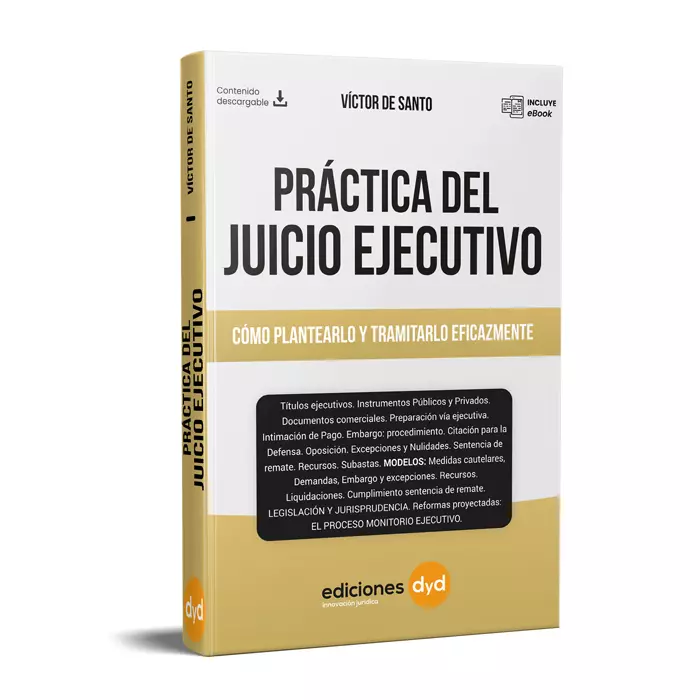 Contenido
descargable
VÍCTOR DE SANTO
INCLUYE
eBook
PRÁCTICA DEL
JUICIO EJECUTIVO
CÓMO PLANTEARLO Y TRAMITARLO EFICAZMENTE
Títulos ejecutivos. Instrumentos Públicos y Privados.
Documentos comerciales. Preparación vía ejecutiva.
Intimación de Pago. Embargo: procedimiento. Citación para la
Defensa. Oposición. Excepciones y Nulidades. Sentencia de
remate. Recursos. Subastas. MODELOS: Medidas cautelares,
Demandas, Embargo y excepciones. Recursos.
Liquidaciones. Cumplimiento sentencia de remate.
LEGISLACIÓN Y JURISPRUDENCIA. Reformas proyectadas:
EL PROCESO MONITORIO EJECUTIVO.
ediciones dyd
innovación jurídica
VÍCTOR DE SANTO
PRÁCTICA DEL
JUICIO EJECUTIVO
dyd